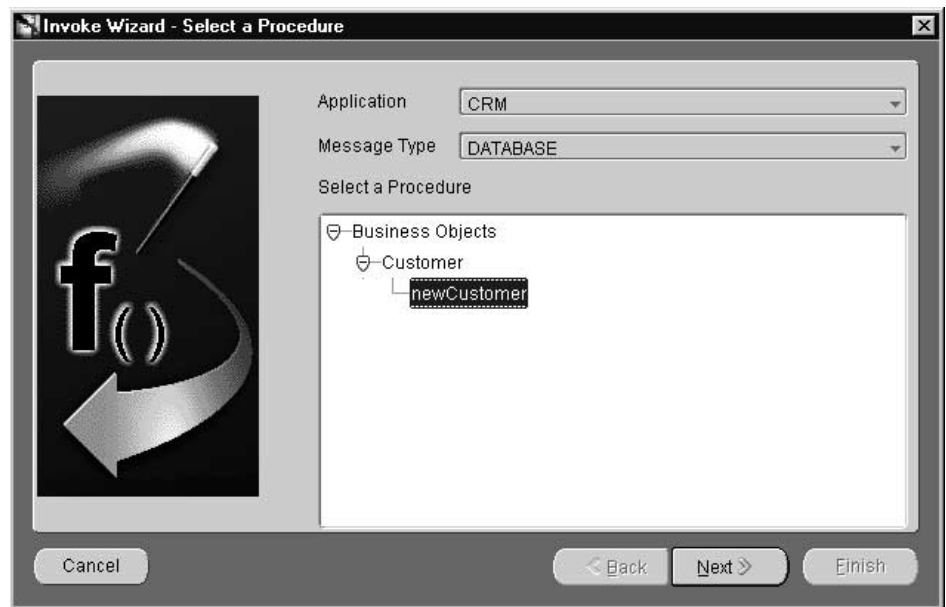 Invoke Wizard - Select a Procedure
Application CRM
Message Type DATABASE
Select a Procedure
Business Objects
Customer
newCustomer
f()
Cancel Back Next Finish